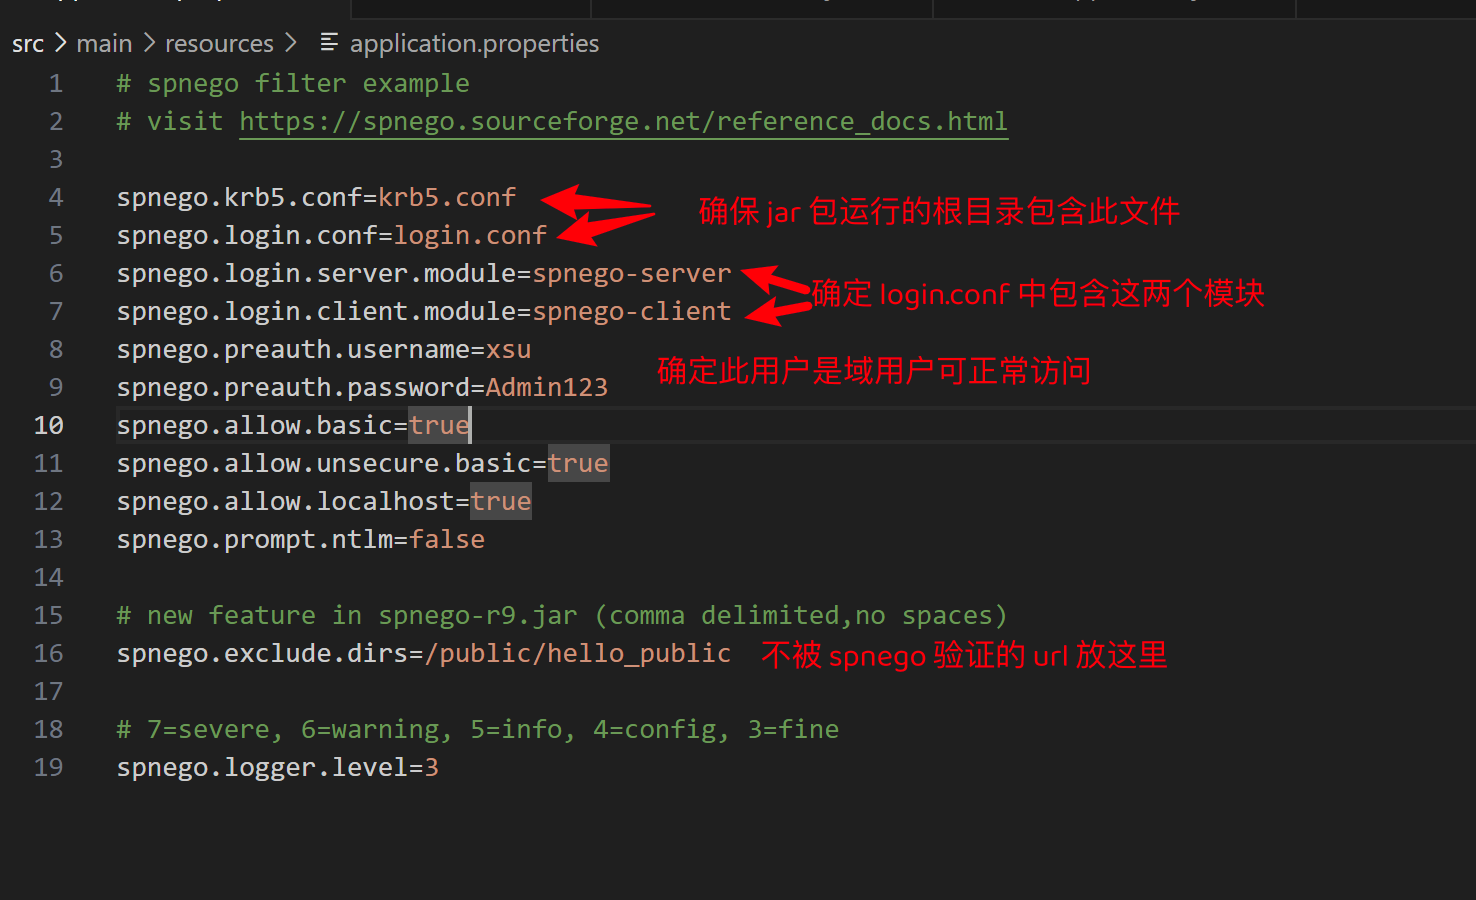 src > main > resources > application.properties
1 # spnego filter example
2 # visit https://spnego.sourceforge.net/reference_docs.html
3
4 spnego.krb5.conf=krb5.conf
确保 jar 包运行的根目录包含此文件
5 spnego.login.conf=login.conf
6 spnego.login.server.module=spnego-server
确定 login.conf 中包含这两个模块
7 spnego.login.client.module=spnego-client
8 spnego.preauth.username=xsu
确定此用户是域用户可正常访问
9 spnego.preauth.password=Admin123
10 spnego.allow.basic=true
11 spnego.allow.unsecure.basic=true
12 spnego.allow.localhost=true
13 spnego.prompt.ntlm=false
14
15 # new feature in spnego-r9.jar (comma delimited,no spaces)
16 spnego.exclude.dirs=/public/hello_public 不被 spnego 验证的 url 放这里
17
18 # 7=severe, 6=warning, 5=info, 4=config, 3=fine
19 spnego.logger.level=3